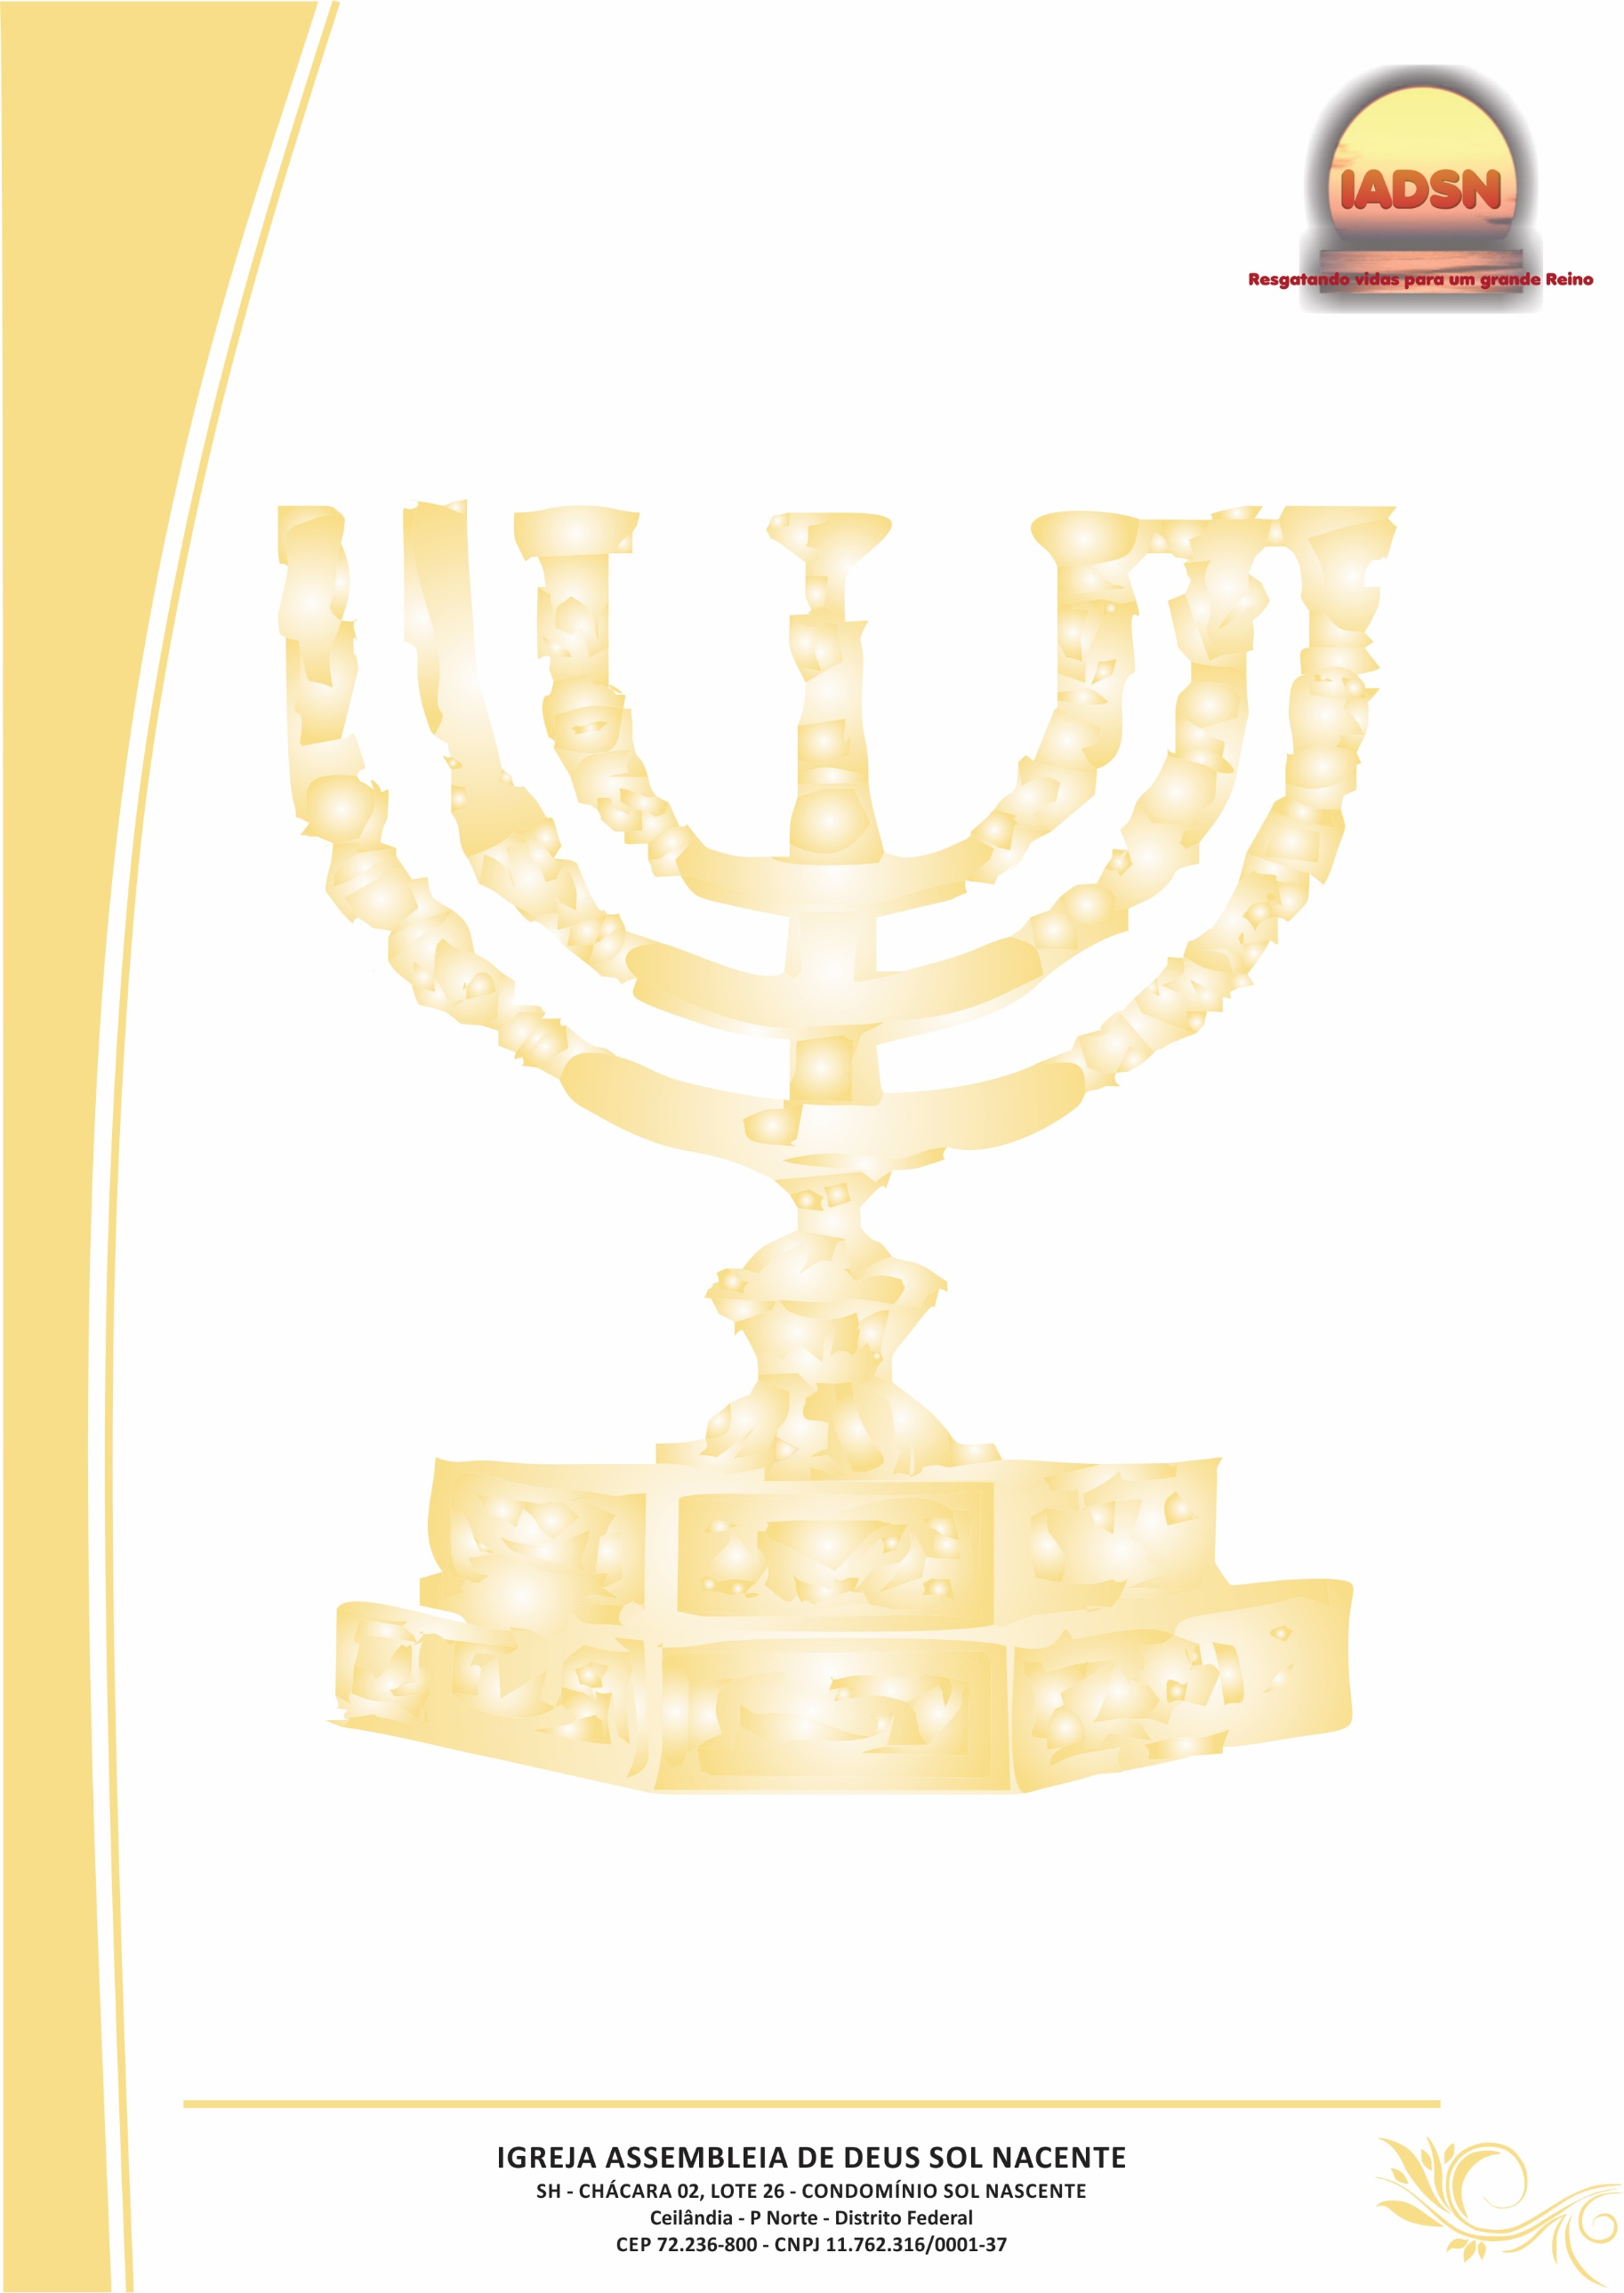 IADSN
Resgatando vidas para um grande Reino
IGREJA ASSEMBLEIA DE DEUS SOL NACENTE
SH - CHÁCARA 02, LOTE 26 - CONDOMÍNIO SOL NASCENTE
Ceilândia - P Norte - Distrito Federal
CEP 72.236-800 - CNPJ 11.762.316/0001-37